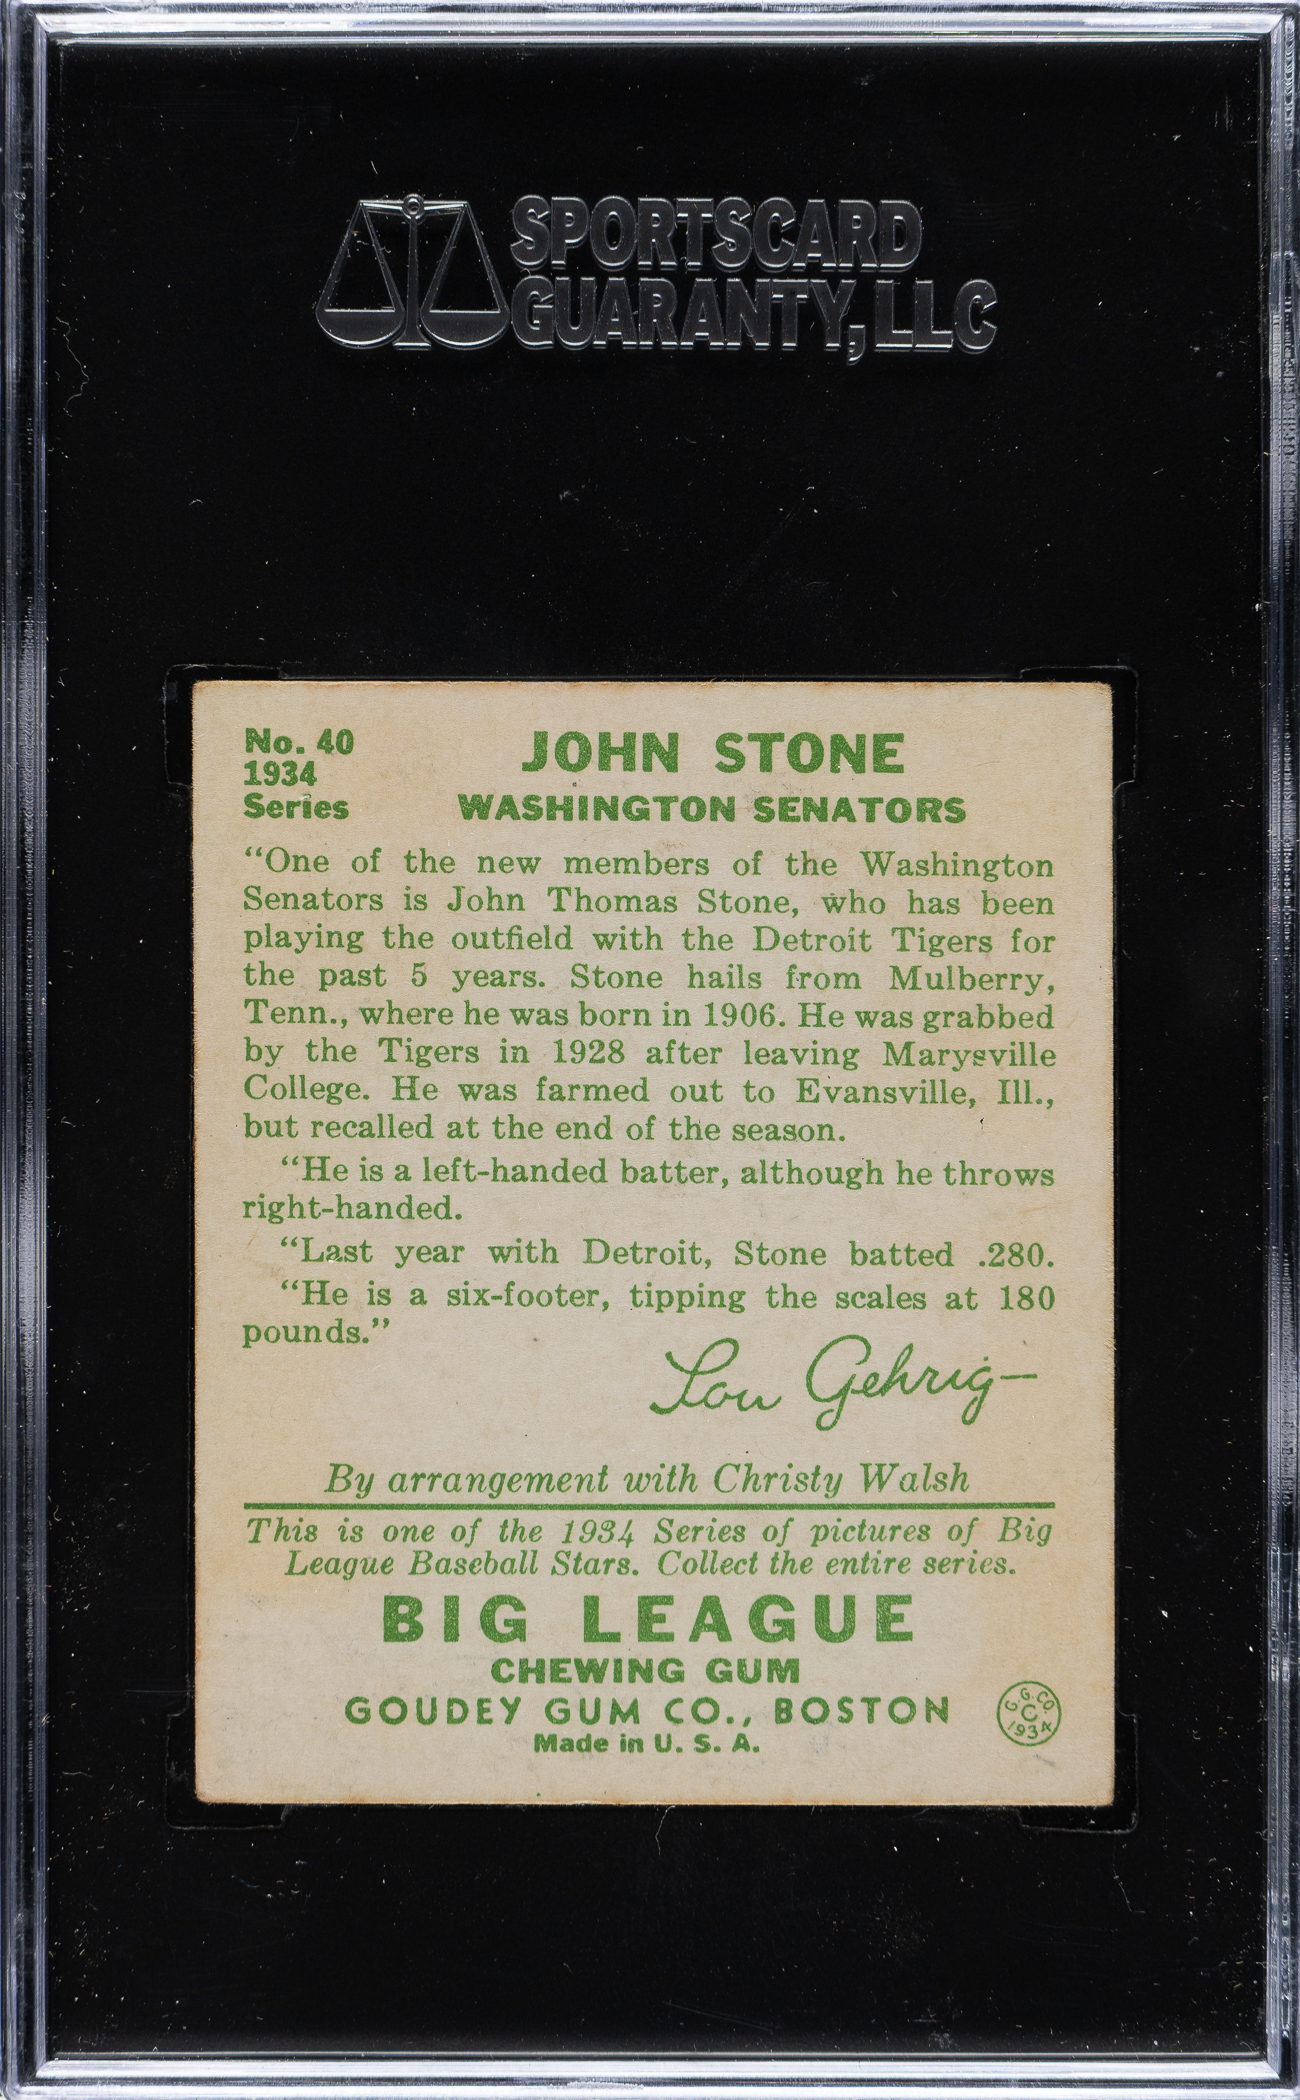 SPORTSCARD
GUARANTY, LLC
No. 40
1934
Series
JOHN STONE
WASHINGTON SENATORS
“One of the new members of the Washington
Senators is John Thomas Stone, who has been
playing the outfield with the Detroit Tigers for
the past 5 years. Stone hails from Mulberry,
Tenn., where he was born in 1906. He was grabbed
by the Tigers in 1928 after leaving Marysville
College. He was farmed out to Evansville, Ill.,
but recalled at the end of the season.
“He is a left-handed batter, although he throws
right-handed.
“Last year with Detroit, Stone batted .280.
“He is a six-footer, tipping the scales at 180
pounds.”
Lou Gehrig—
By arrangement with Christy Walsh
This is one of the 1934 Series of pictures of Big
League Baseball Stars. Collect the entire series.
BIG LEAGUE
CHEWING GUM
GOUDEY GUM CO., BOSTON
Made in U. S. A.
G. G. CO.
C
1934